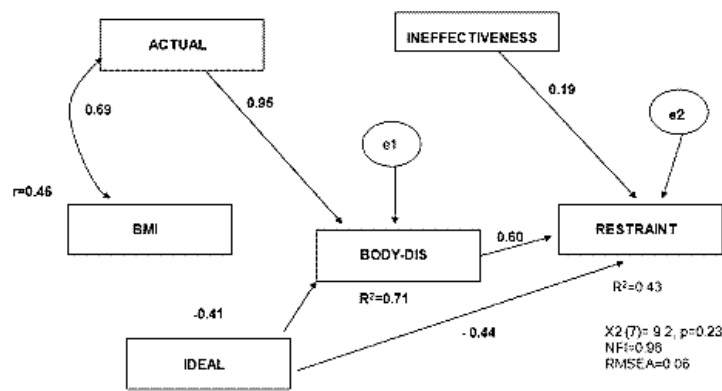 ACTUAL
INEFFECTIVENESS
0.69
0.95
0.19
e1
e2
r=0.46
BMI
BODY-DIS
0.60
RESTRAINT
R²=0.71
R²=0.43
-0.41
- 0.44
IDEAL
X2 (7)= 9.2, p=0.23
NFI=0.96
RMSEA=0.06